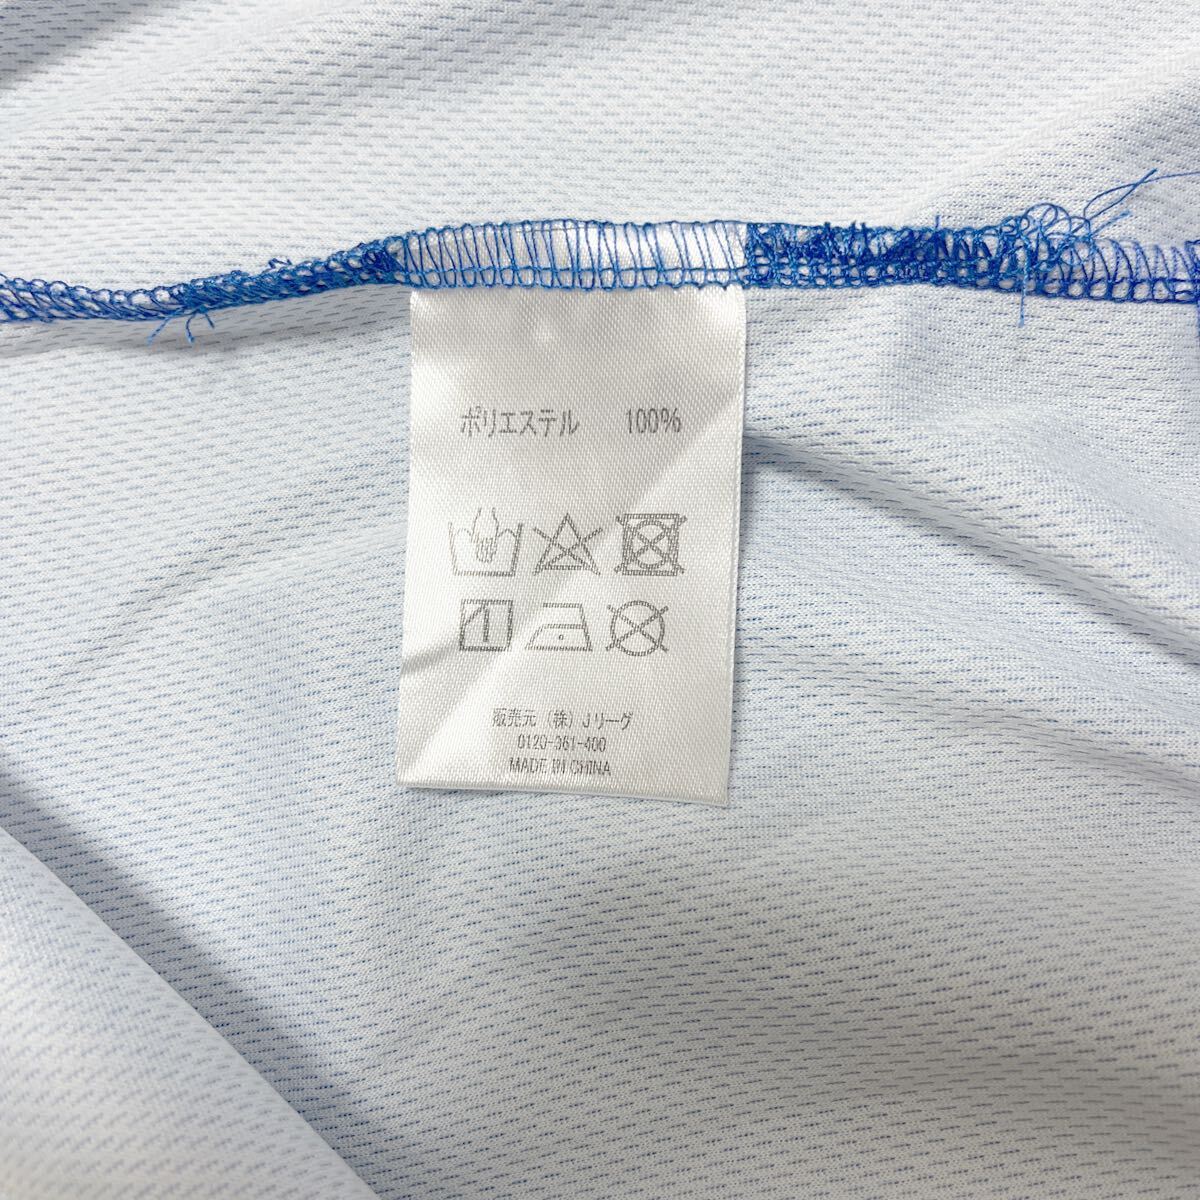 ポリエステル 100%
販売元 (株) Jリーグ
0120-361-400
MADE IN CHINA